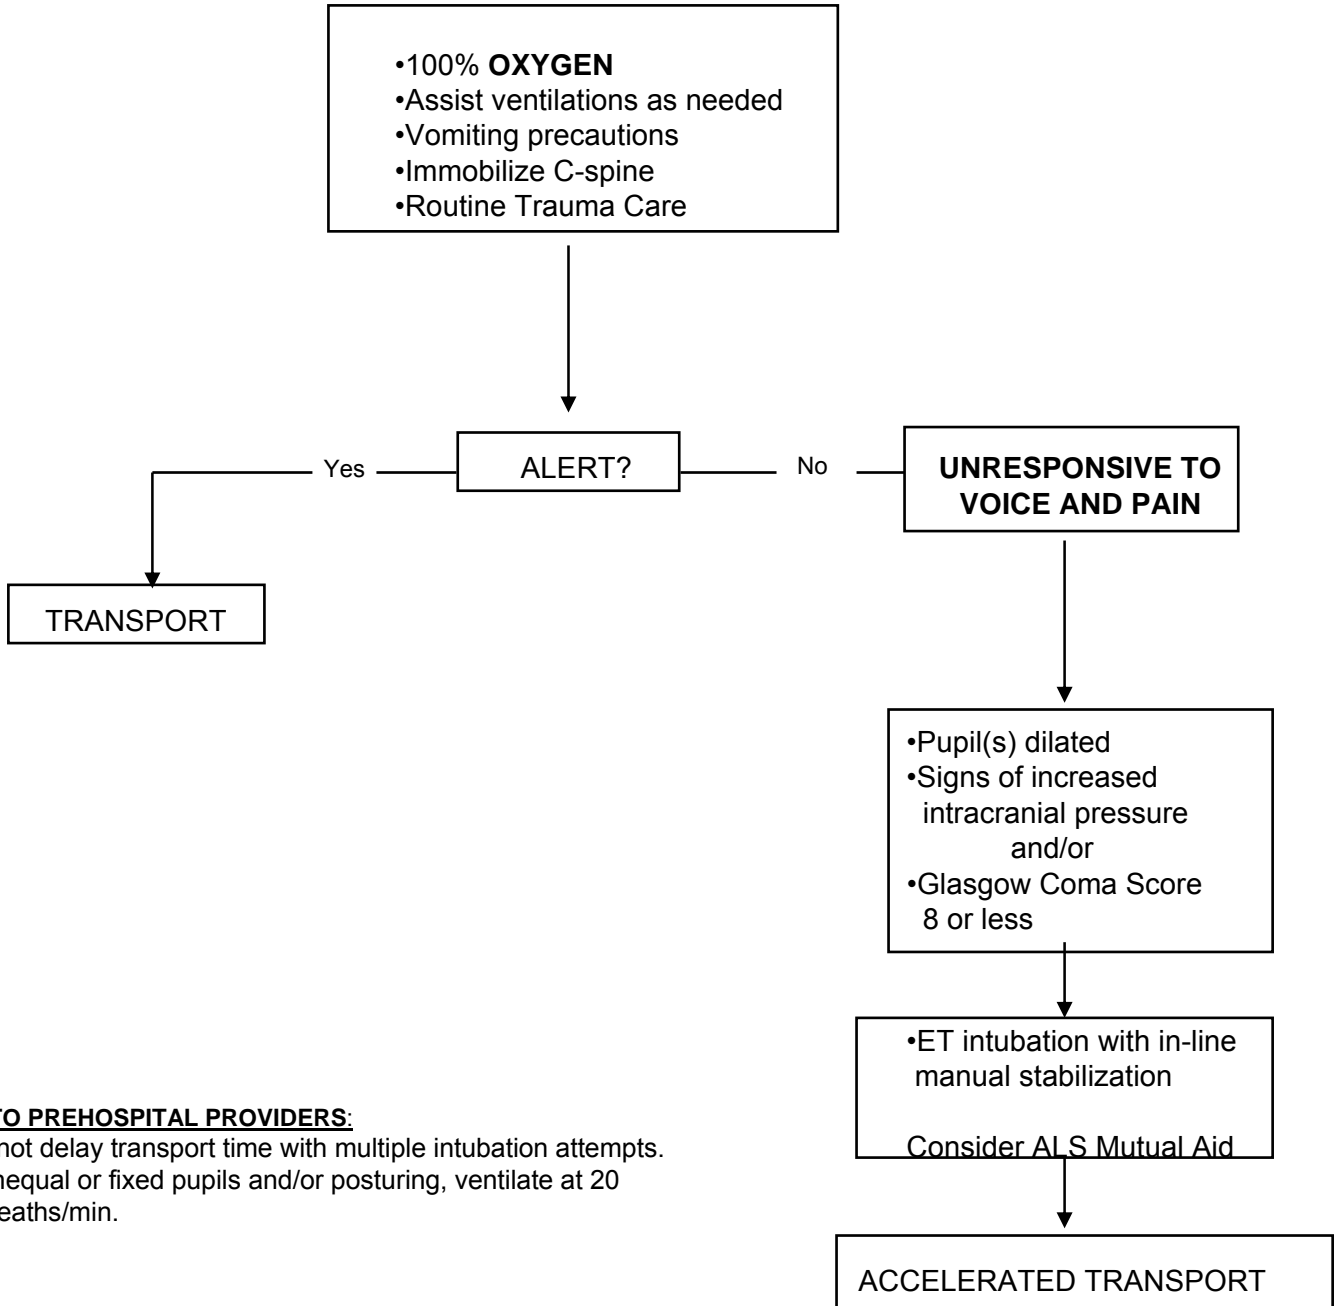 •100% OXYGEN
•Assist ventilations as needed
•Vomiting precautions
•Immobilize C-spine
•Routine Trauma Care
Yes
ALERT?
No
UNRESPONSIVE TO
VOICE AND PAIN
TRANSPORT
•Pupil(s) dilated
•Signs of increased
intracranial pressure
and/or
•Glasgow Coma Score
8 or less
•ET intubation with in-line
manual stabilization
Consider ALS Mutual Aid
TO PREHOSPITAL PROVIDERS:
not delay transport time with multiple intubation attempts.
or fixed pupils and/or posturing, ventilate at 20
ACCELERATED TRANSPORT